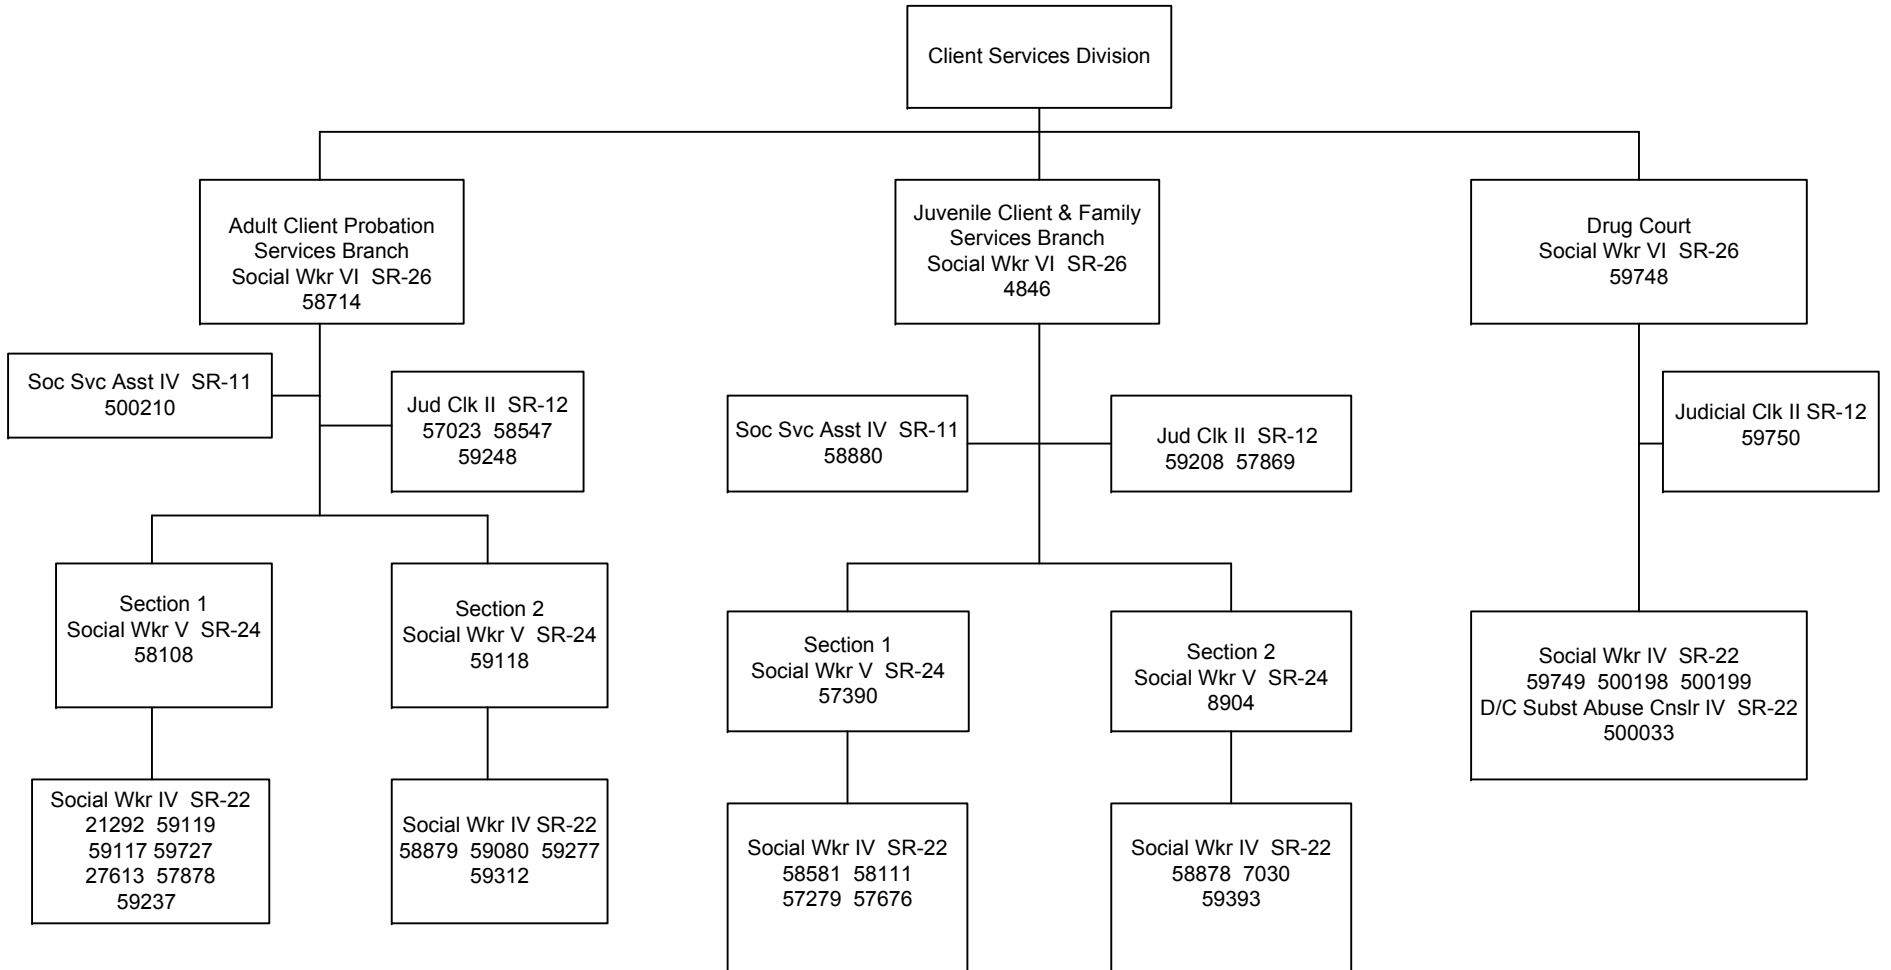 Client Services Division
Adult Client Probation
Services Branch
Social Wkr VI  SR-26
58714
Juvenile Client & Family
Services Branch
Social Wkr VI  SR-26
4846
Drug Court
Social Wkr VI  SR-26
59748
Soc Svc Asst IV  SR-11
500210
Jud Clk II  SR-12
57023  58547
59248
Soc Svc Asst IV  SR-11
58880
Jud Clk II  SR-12
59208  57869
Judicial Clk II SR-12
59750
Section 1
Social Wkr V  SR-24
58108
Section 2
Social Wkr V  SR-24
59118
Section 1
Social Wkr V  SR-24
57390
Section 2
Social Wkr V  SR-24
8904
Social Wkr IV  SR-22
59749  500198  500199
D/C Subst Abuse Cnslr IV  SR-22
500033
Social Wkr IV  SR-22
21292  59119
59117 59727
27613  57878
59237
Social Wkr IV SR-22
58879  59080  59277
59312
Social Wkr IV  SR-22
58581  58111
57279  57676
Social Wkr IV  SR-22
58878  7030
59393